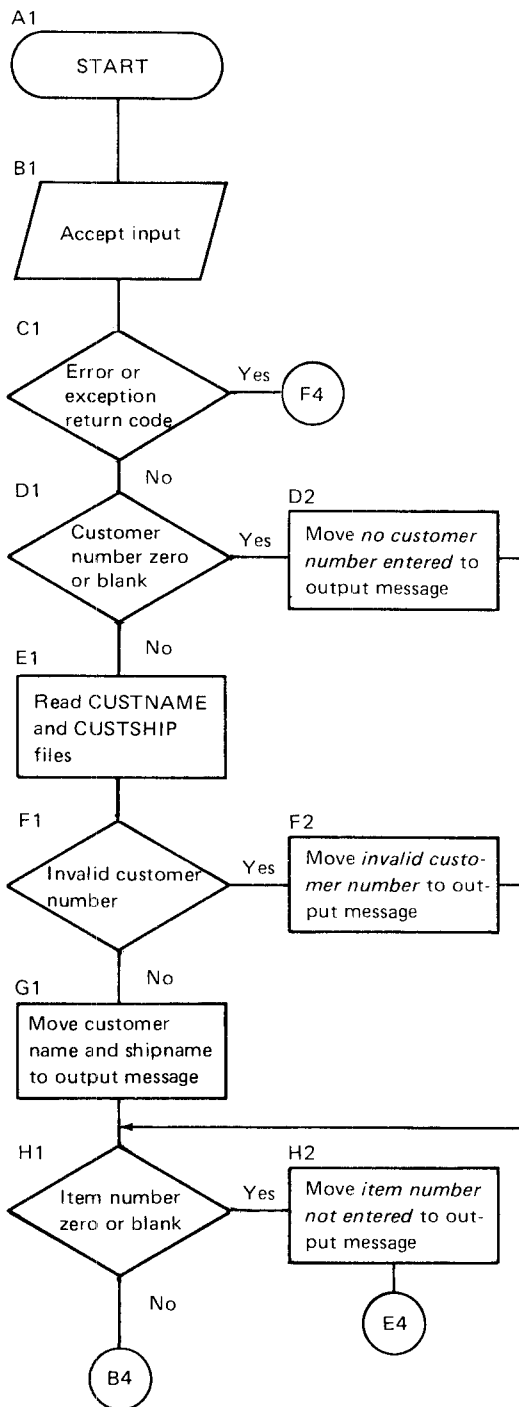 A1
START
B1
Accept input
C1
Error or
exception
return code
Yes
F4
No
D1
Customer
number zero
or blank
Yes
D2
Move no customer
number entered to
output message
No
E1
Read CUSTNAME
and CUSTSHIP
files
F1
Invalid customer
number
Yes
F2
Move invalid custo-
mer number to out-
put message
No
G1
Move customer
name and shipname
to output message
H1
Item number
zero or blank
Yes
H2
Move item number
not entered to out-
put message
No
E4
B4